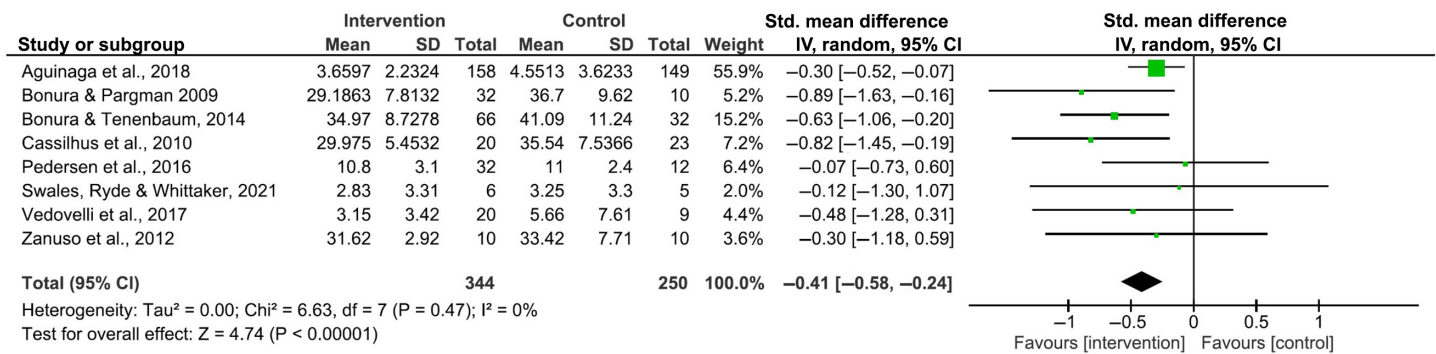 Intervention Control Std. mean difference Std. mean difference
Study or subgroup Mean SD Total Mean SD Total Weight IV, random, 95% CI IV, random, 95% CI
Aguinaga et al., 2018 3.6597 2.2324 158 4.5513 3.6233 149 55.9% −0.30 [−0.52, −0.07]
Bonura & Pargman 2009 29.1863 7.8132 32 36.7 9.62 10 5.2% −0.89 [−1.63, −0.16]
Bonura & Tenenbaum, 2014 34.97 8.7278 66 41.09 11.24 32 15.2% −0.63 [−1.06, −0.20]
Cassilhus et al., 2010 29.975 5.4532 20 35.54 7.5366 23 7.2% −0.82 [−1.45, −0.19]
Pedersen et al., 2016 10.8 3.1 32 11 2.4 12 6.4% −0.07 [−0.73, 0.60]
Swales, Ryde & Whittaker, 2021 2.83 3.31 6 3.25 3.3 5 2.0% −0.12 [−1.30, 1.07]
Vedovelli et al., 2017 3.15 3.42 20 5.66 7.61 9 4.4% −0.48 [−1.28, 0.31]
Zanuso et al., 2012 31.62 2.92 10 33.42 7.71 10 3.6% −0.30 [−1.18, 0.59]
Total (95% CI) 344 250 100.0% −0.41 [−0.58, −0.24]
Heterogeneity: Tau² = 0.00; Chi² = 6.63, df = 7 (P = 0.47); I² = 0%
Test for overall effect: Z = 4.74 (P < 0.00001)
−1 −0.5 0 0.5 1
Favours [intervention] Favours [control]